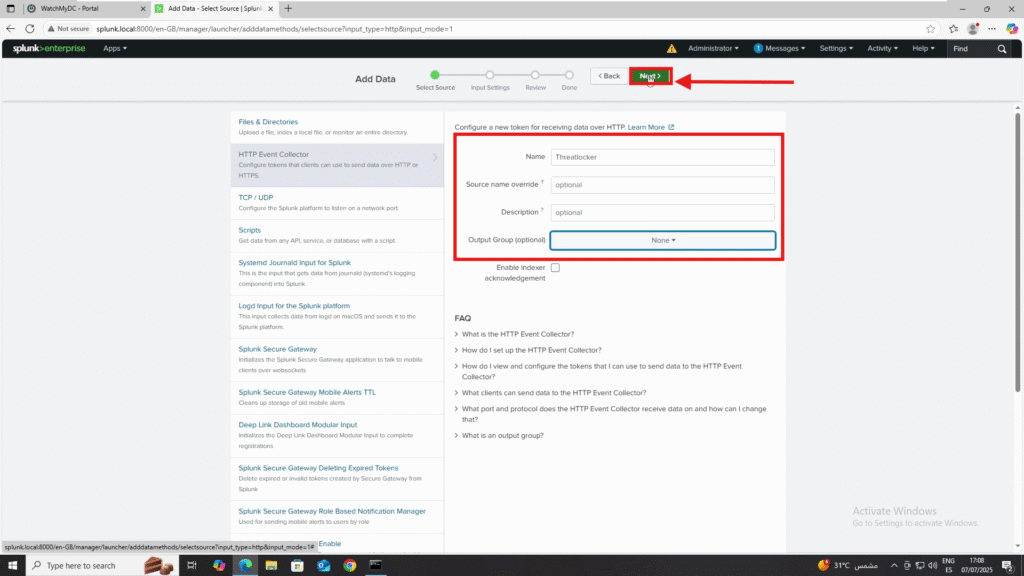 WatchMyDC - Portal
Add Data - Select Source | Splun
Not secure splunk.local:8000/en-GB/manager/launcher/adddatamethods/selectsource?input_type=http&input_mode=1
splunk>enterprise Apps Administrator 1 Messages Settings Activity Help Find
Add Data
Select Source Input Settings Review Done
< Back Next >
Files & Directories
Upload a file, index a local file, or monitor an entire directory.
HTTP Event Collector
Configure tokens that clients can use to send data over HTTP or
HTTPS.
TCP / UDP
Configure the Splunk platform to listen on a network port.
Scripts
Get data from any API, service, or database with a script.
Systemd Journald Input for Splunk
This is the input that gets data from journald (systemd's logging
component) into Splunk.
Logd Input for the Splunk platform
This input collects data from logd on macOS and sends it to the
Splunk platform.
Splunk Secure Gateway
Initializes the Splunk Secure Gateway application to talk to mobile
clients over websockets
Splunk Secure Gateway Mobile Alerts TTL
Cleans up storage of old mobile alerts
Deep Link Dashboard Modular Input
Initializes the Deep Link Dashboard Modular Input to complete
registrations
Splunk Secure Gateway Deleting Expired Tokens
Delete expired or invalid tokens created by Secure Gateway from
Splunk
Splunk Secure Gateway Role Based Notification Manager
Used for sending mobile alerts to users by role
Enable
Configure a new token for receiving data over HTTP. Learn More
Name Threatlocker
Source name override ? optional
Description ? optional
Output Group (optional) None
Enable indexer
acknowledgement
FAQ
> What is the HTTP Event Collector?
> How do I set up the HTTP Event Collector?
> How do I view and configure the tokens that I can use to send data to the HTTP Event
Collector?
> What clients can send data to the HTTP Event Collector?
> What port and protocol does the HTTP Event Collector receive data on and how can I change
that?
> What is an output group?
Activate Windows
Go to Settings to activate Windows.
splunk.local:8000/en-GB/manager/launcher/adddatamethods/selectsource?input_type=http&input_mode=1#
Type here to search
31°C مشمس
ENG
ES
17:08
07/07/2025
2